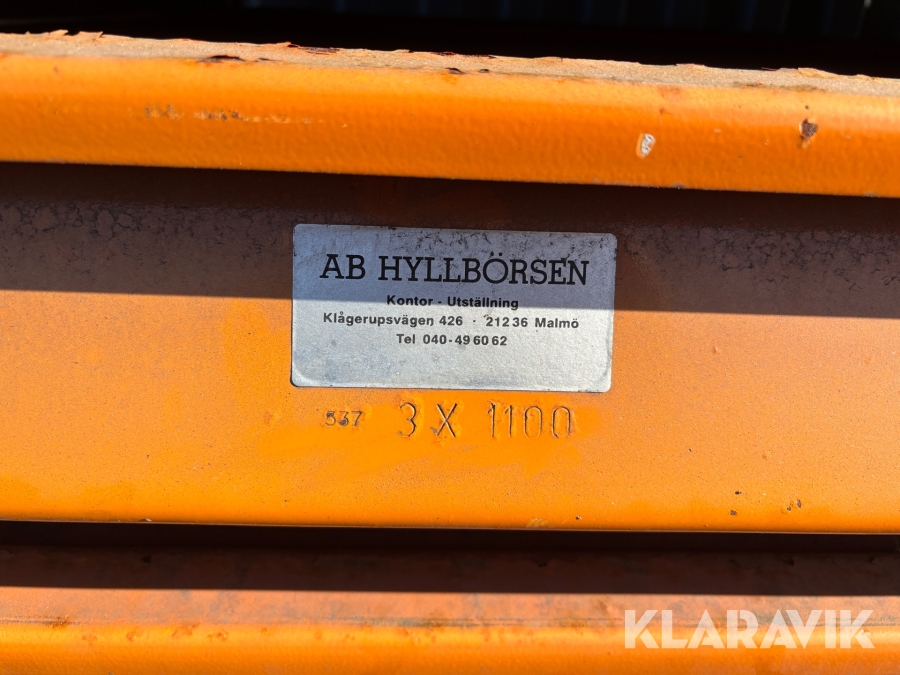 AB HYLLBÖRSEN
Kontor - Utställning
Klågerupsvägen 426 · 212 36 Malmö
Tel 040-49 60 62
537 3 X 1100
KLARAVIK